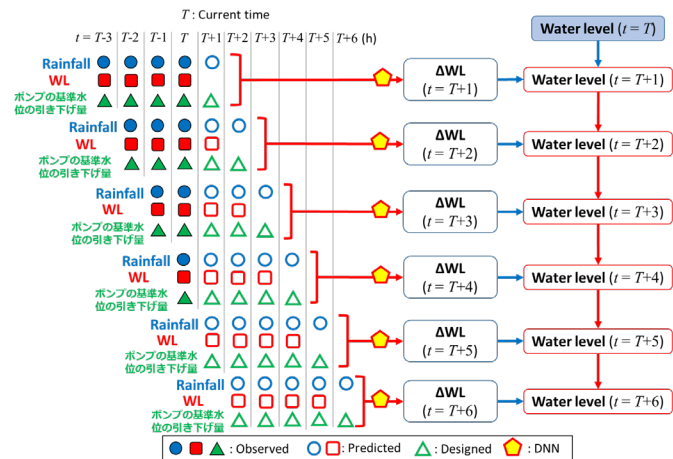 T : Current time
t = T-3 T-2 T-1 T T+1 T+2 T+3 T+4 T+5 T+6 (h)
Water level (t = T)
Rainfall
WL
ポンプの基準水
位の引き下げ量
ΔWL
(t = T+1)
Water level (t = T+1)
Rainfall
WL
ポンプの基準水
位の引き下げ量
ΔWL
(t = T+2)
Water level (t = T+2)
Rainfall
WL
ポンプの基準水
位の引き下げ量
ΔWL
(t = T+3)
Water level (t = T+3)
Rainfall
WL
ポンプの基準水
位の引き下げ量
ΔWL
(t = T+4)
Water level (t = T+4)
Rainfall
WL
ポンプの基準水
位の引き下げ量
ΔWL
(t = T+5)
Water level (t = T+5)
Rainfall
WL
ポンプの基準水
位の引き下げ量
ΔWL
(t = T+6)
Water level (t = T+6)
: Observed : Predicted : Designed : DNN